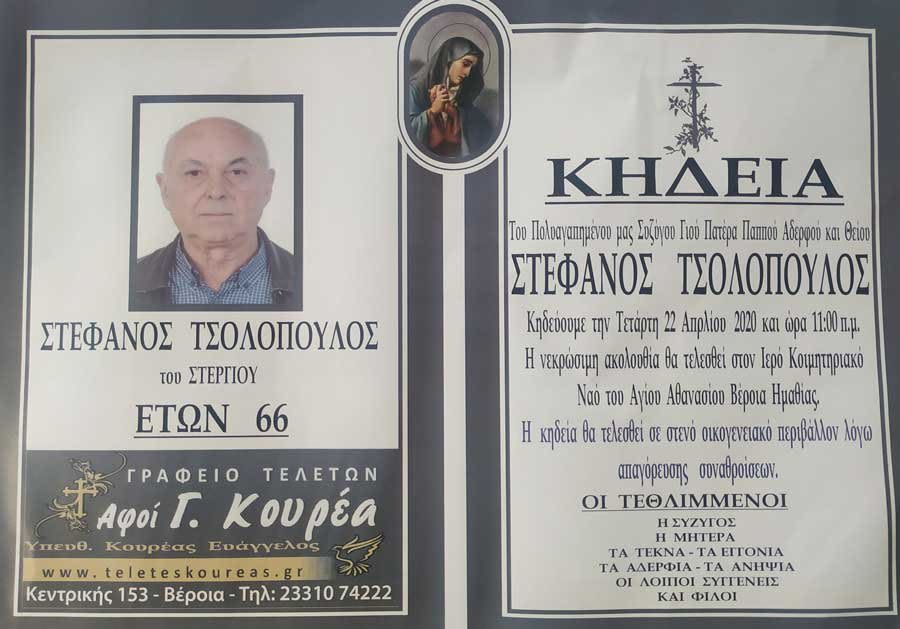 ΣΤΕΦΑΝΟΣ ΤΣΟΛΟΠΟΥΛΟΣ
του ΣΤΕΡΓΙΟΥ
ΕΤΩΝ 66
ΓΡΑΦΕΙΟ ΤΕΛΕΤΩΝ
Αφοί Γ. Κουρέα
Υπευθ. Κουρέας Ευάγγελος
www.teleteskoureas.gr
Κεντρικής 153 - Βέροια - Τηλ: 23310 74222
ΚΗΔΕΙΑ
Του Πολυαγαπημένου μας Συζύγου Γιού Πατέρα Παππού Αδερφού και Θείου
ΣΤΕΦΑΝΟΣ ΤΣΟΛΟΠΟΥΛΟΣ
Κηδεύουμε την Τετάρτη 22 Απρλίου 2020 και ώρα 11:00 π.μ.
Η νεκρώσιμη ακολουθία θα τελεσθεί στον Ιερό Κοιμητηριακό
Ναό του Αγίου Αθανασίου Βέροια Ημαθίας.
Η κηδεία θα τελεσθεί σε στενό οικογενειακό περιβάλλον λόγω
απαγόρευσης συναθροίσεων.
ΟΙ ΤΕΘΛΙΜΜΕΝΟΙ
Η ΣΥΖΥΓΟΣ
Η ΜΗΤΕΡΑ
ΤΑ ΤΕΚΝΑ - ΤΑ ΕΓΓΟΝΙΑ
ΤΑ ΑΔΕΡΦΙΑ - ΤΑ ΑΝΗΨΙΑ
ΟΙ ΛΟΙΠΟΙ ΣΥΓΓΕΝΕΙΣ
ΚΑΙ ΦΙΛΟΙ